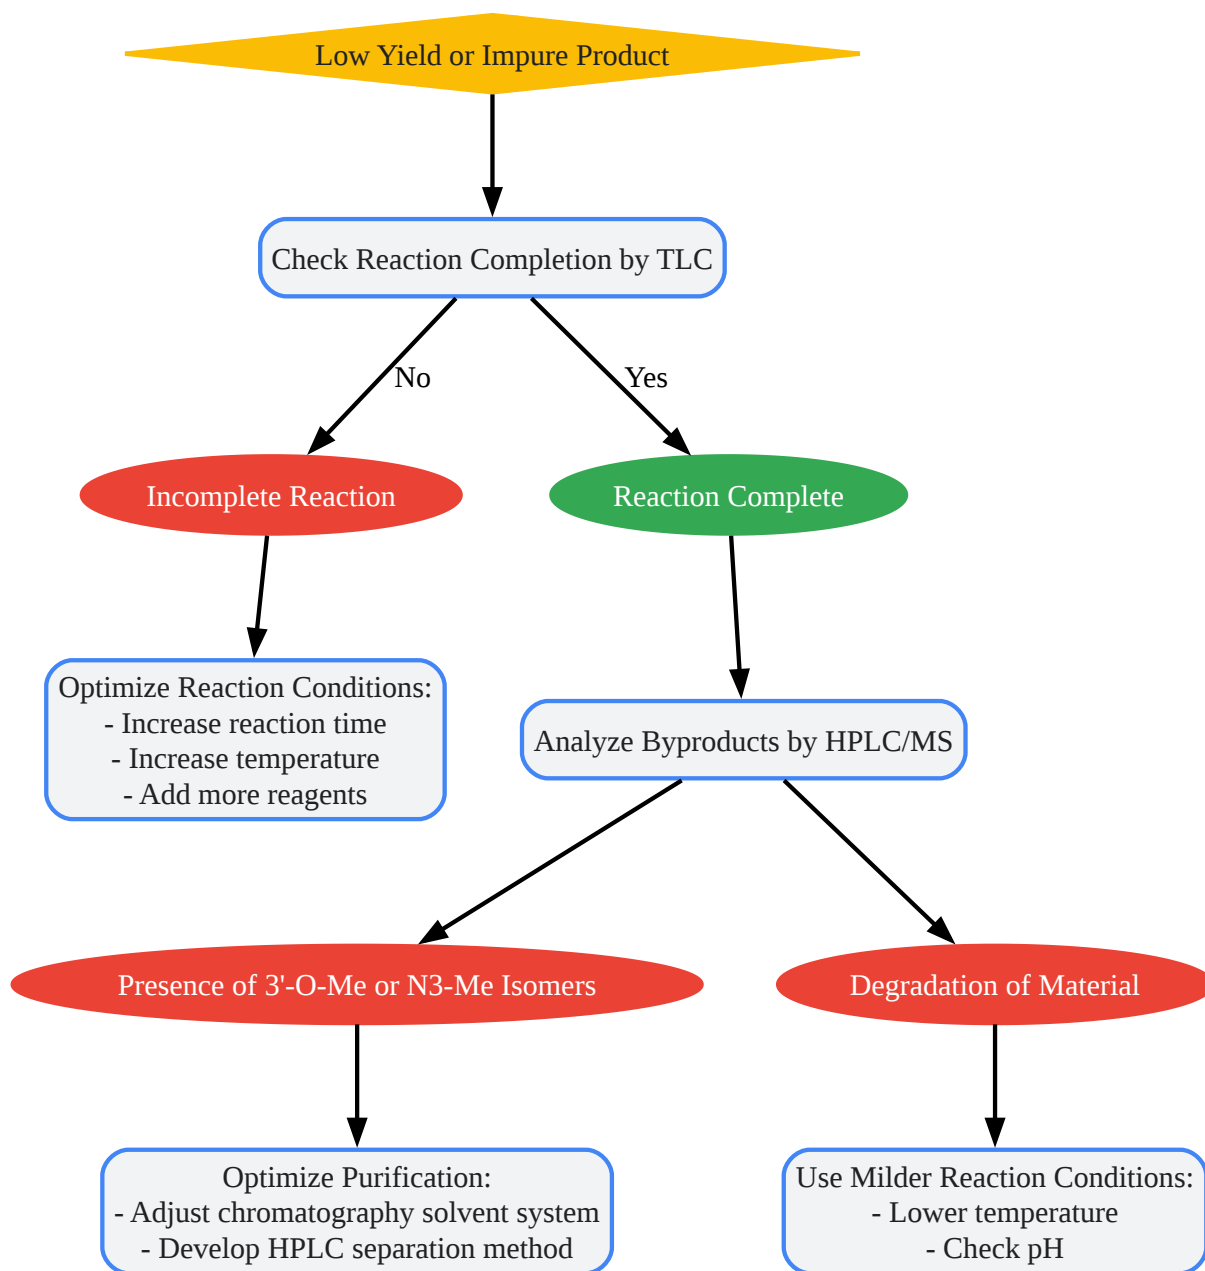 Low Yield or Impure Product
Check Reaction Completion by TLC
No
Yes
Incomplete Reaction
Reaction Complete
Optimize Reaction Conditions:
- Increase reaction time
- Increase temperature
- Add more reagents
Analyze Byproducts by HPLC/MS
Presence of 3'-O-Me or N3-Me Isomers
Degradation of Material
Optimize Purification:
- Adjust chromatography solvent system
- Develop HPLC separation method
Use Milder Reaction Conditions:
- Lower temperature
- Check pH